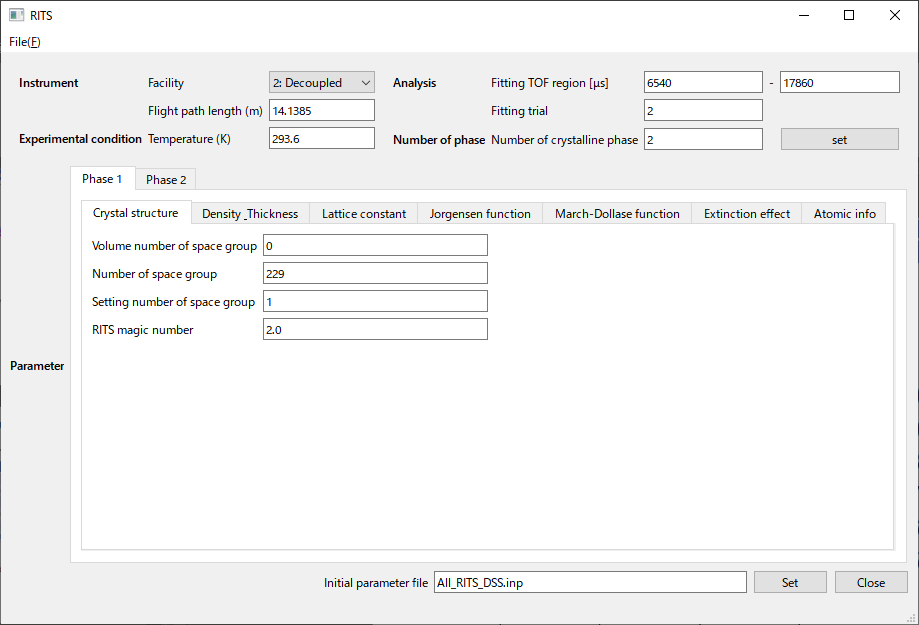 RITS
File(F)
Instrument Facility 2: Decoupled Analysis Fitting TOF region [μs] 6540 - 17860
Flight path length (m) 14.1385 Fitting trial 2
Experimental condition Temperature (K) 293.6 Number of phase Number of crystalline phase 2 set
Phase 1 Phase 2
Crystal structure Density_Thickness Lattice constant Jorgensen function March-Dollase function Extinction effect Atomic info
Volume number of space group 0
Number of space group 229
Setting number of space group 1
RITS magic number 2.0
Parameter
Initial parameter file All_RITS_DSS.inp Set Close